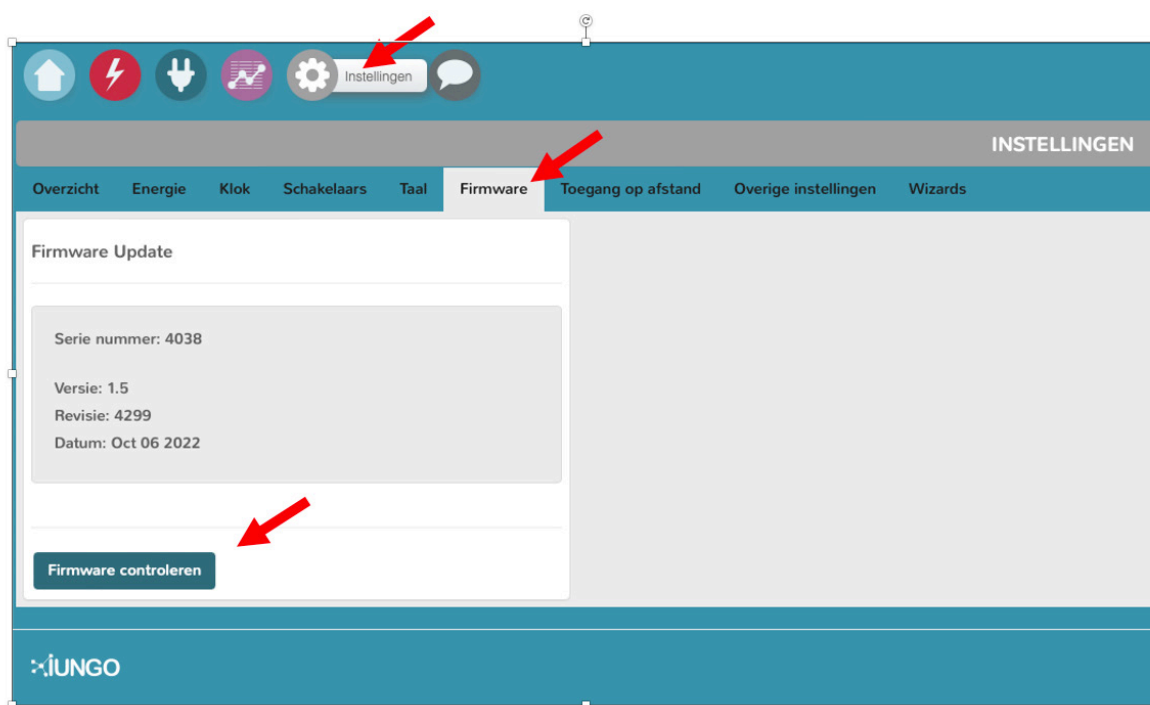 Instellingen
INSTELLINGEN
Overzicht Energie Klok Schakelaars Taal Firmware Toegang op afstand Overige instellingen Wizards
Firmware Update
Serie nummer: 4038
Versie: 1.5
Revisie: 4299
Datum: Oct 06 2022
Firmware controleren
iUNGO